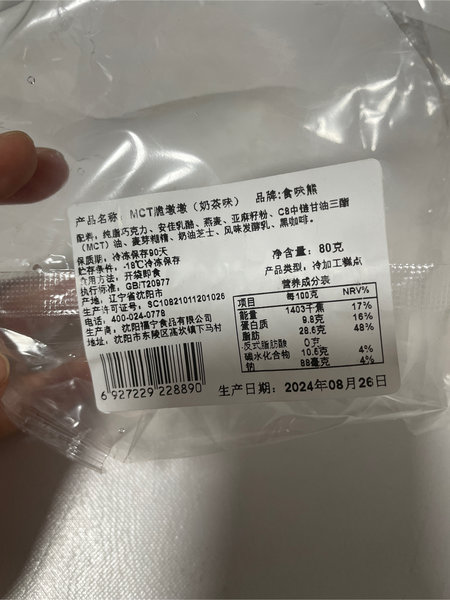 产品名称: MCT脆墩墩（奶茶味） 品牌:食味熊
配料: 纯脂巧克力、安佳乳酪、燕麦、亚麻籽粉、C8中链甘油三酯
（MCT）油、麦芽糊精、奶油芝士、风味发酵乳、黑咖啡。
保质期: 冷冻保存90天 净含量: 80克
贮存条件: -18℃冷冻保存 产品类型: 冷加工糕点
食用方法: 开袋即食
执行标准: GB/T20977
产地: 辽宁省沈阳市
生产许可证号: SC10821011201026
电话: 400-024-0778
生产商: 沈阳宁食品有限公司
地址: 沈阳市东陵区高坎镇下马村
营养成分表
项目 每100克 NRV%
能量 1403千焦 17%
蛋白质 9.8克 16%
脂肪 28.6克 48%
-反式脂肪酸 0克
碳水化合物 10.6克 4%
钠 88毫克 4%
6 927229 228890
生产日期: 2024年08月26日